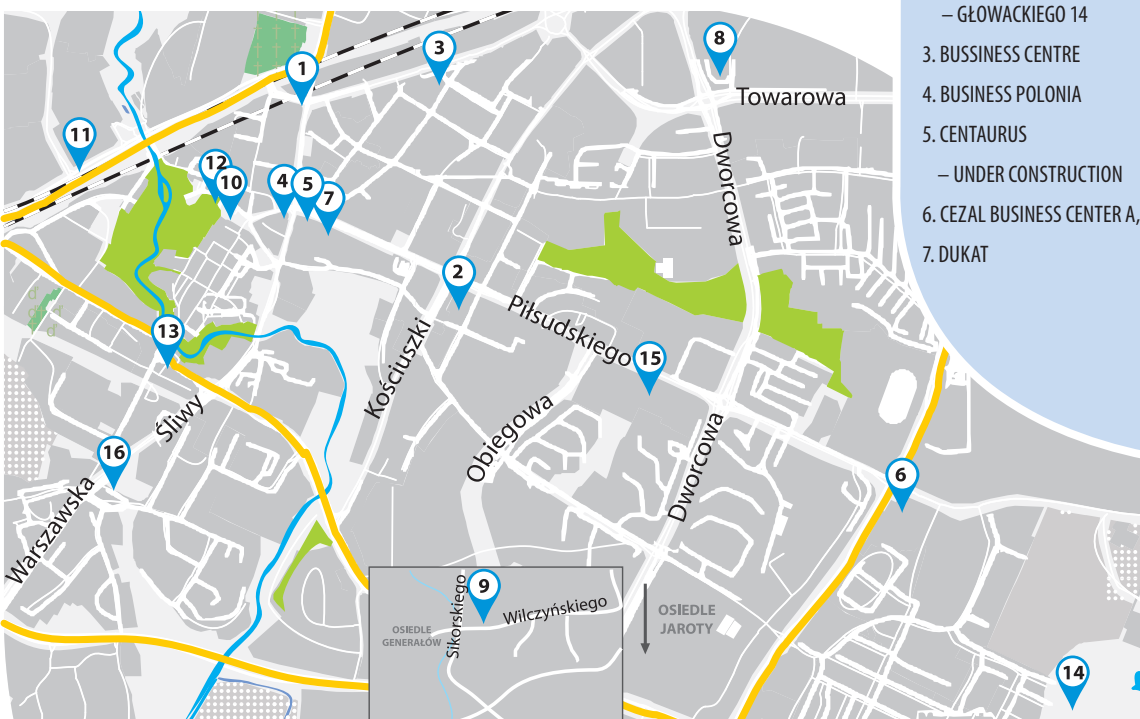 – GŁOWACKIEGO 14
3. BUSSINESS CENTRE
4. BUSINESS POLONIA
5. CENTAURUS
– UNDER CONSTRUCTION
6. CEZAL BUSINESS CENTER A,
7. DUKAT
8
3
1
Towarowa
11
Dworcowa
12
10
4
5
7
2
Piłsudskiego
13
Kościuszki
15
Śliwy
Obiegowa
16
Dworcowa
6
Warszawska
9
Sikorskiego
Wilczyńskiego
OSIEDLE
GENERAŁÓW
OSIEDLE
JAROTY
14